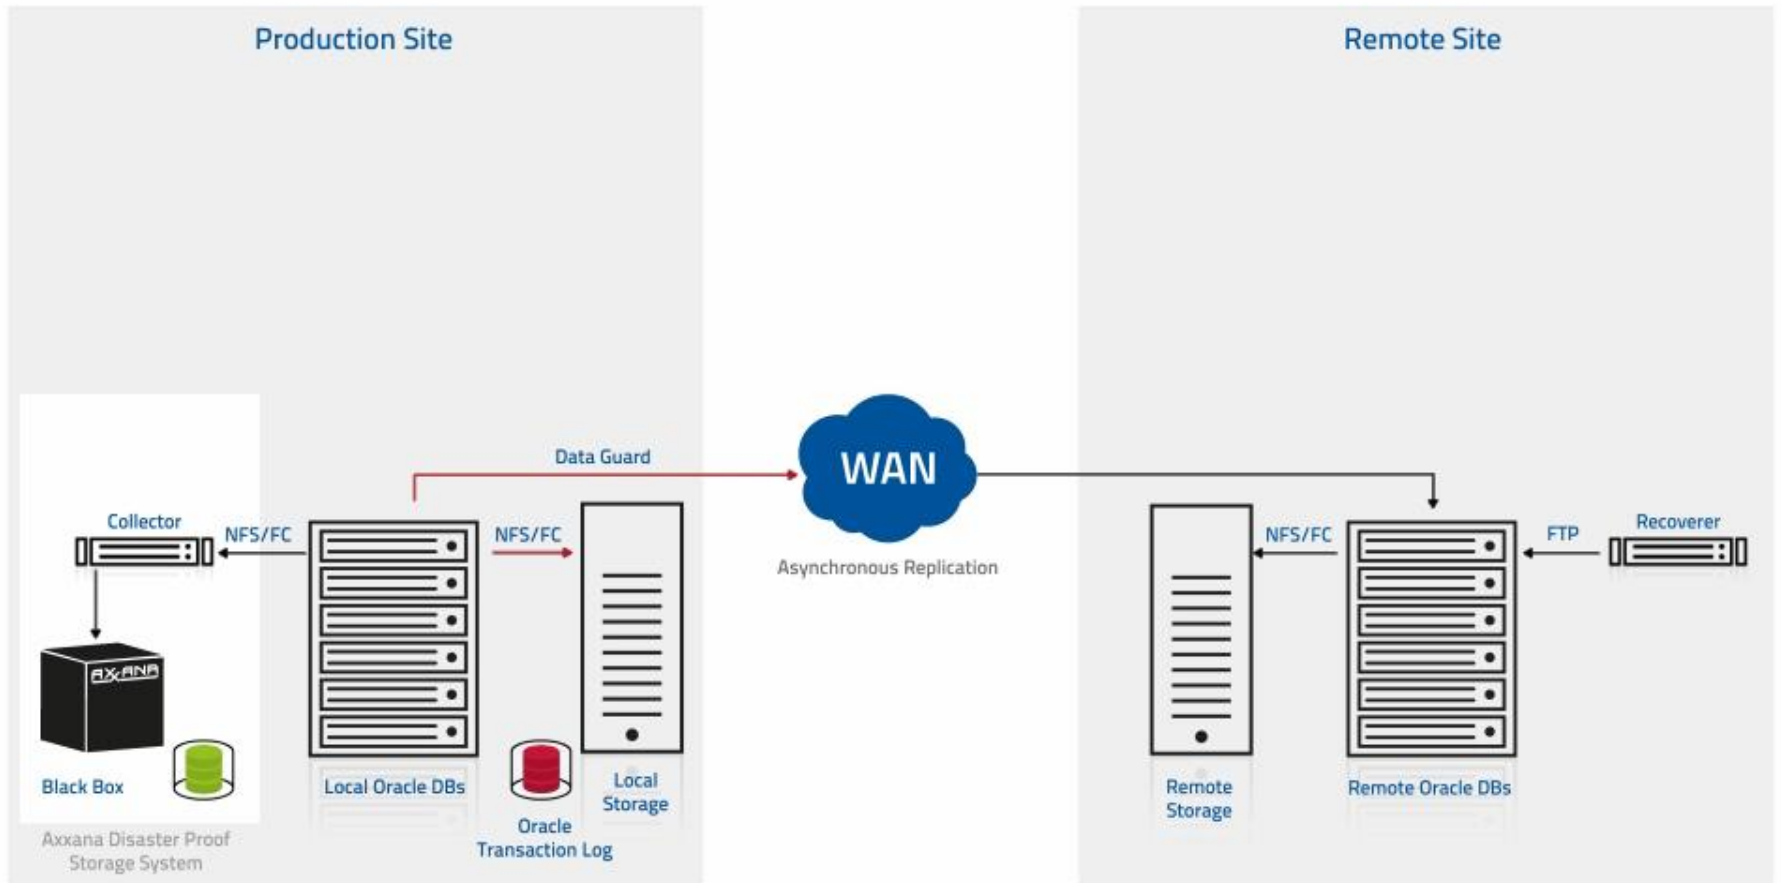 Production Site
Remote Site
Data Guard
WAN
Asynchronous Replication
Collector
NFS/FC
NFS/FC
AXXANA
Black Box
Axxana Disaster Proof
Storage System
Local Oracle DBs
Oracle
Transaction Log
Local
Storage
NFS/FC
FTP
Recoverer
Remote
Storage
Remote Oracle DBs